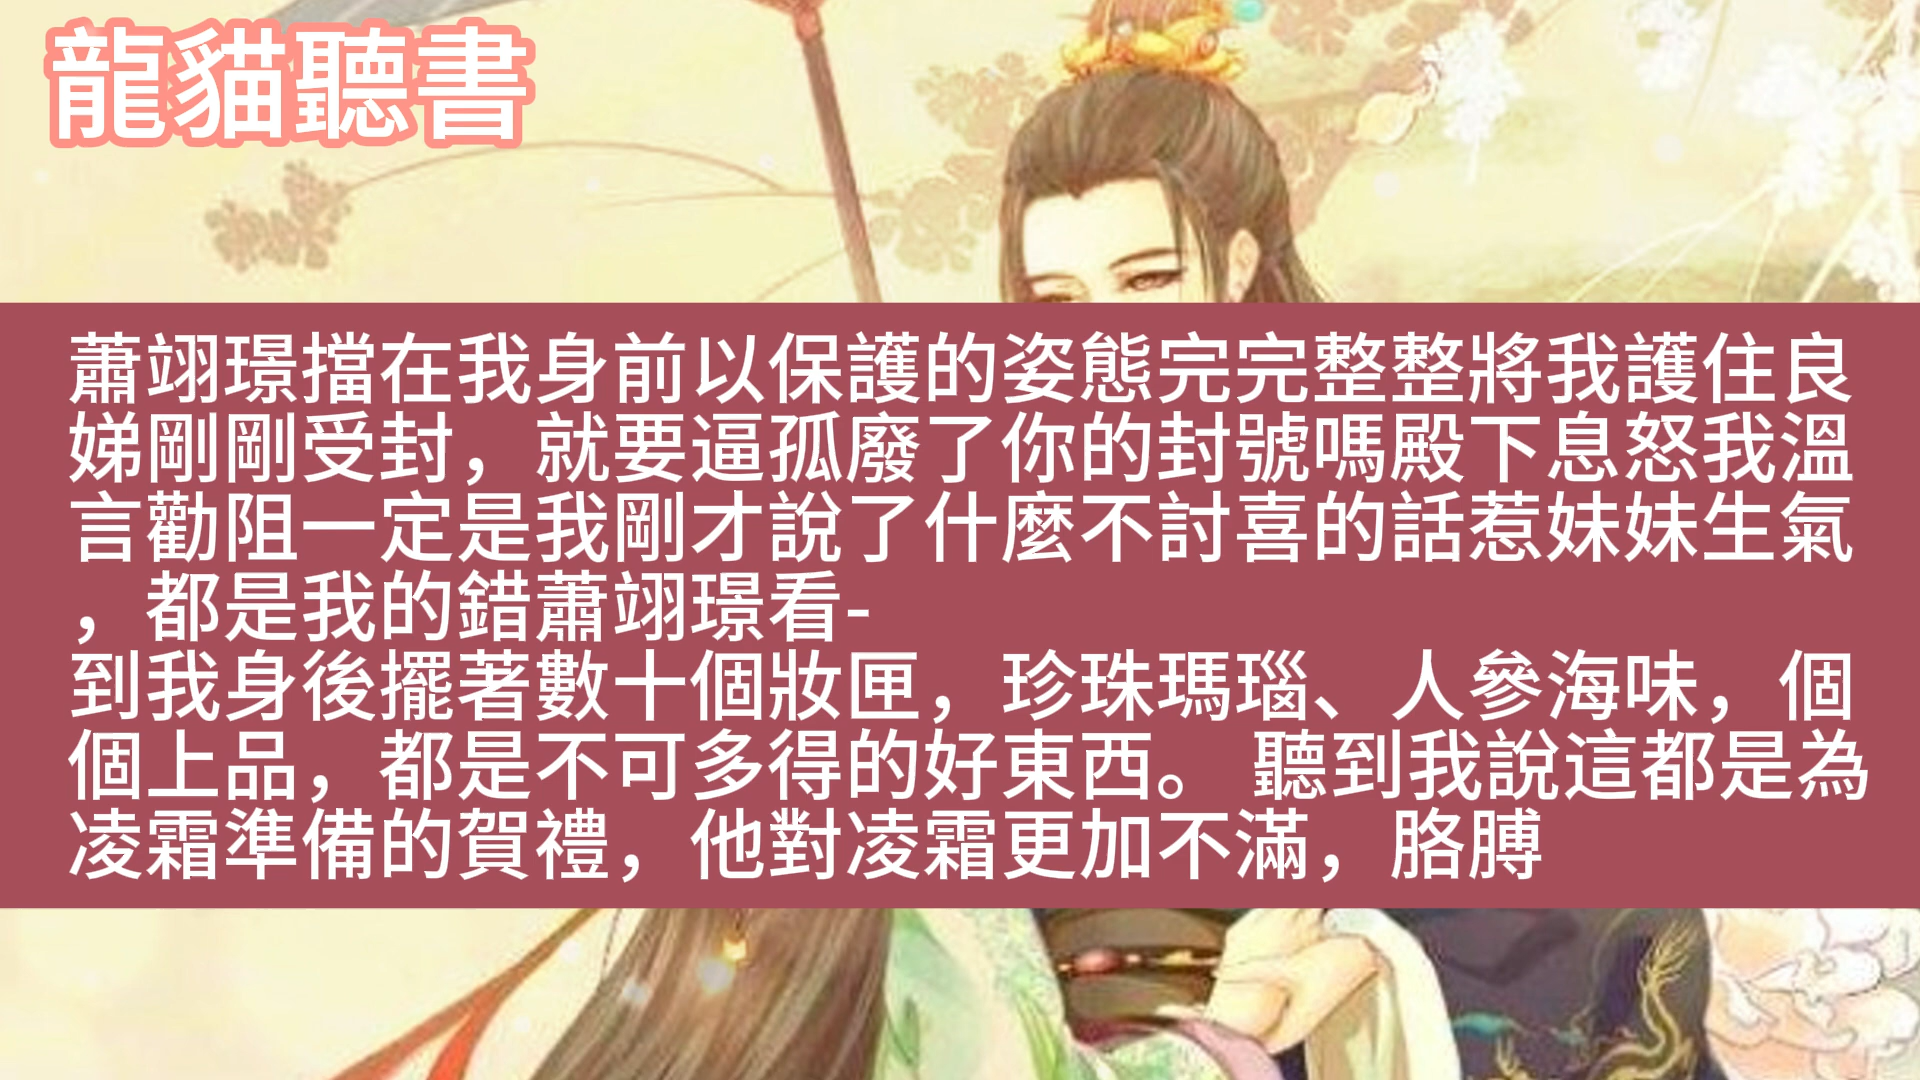 龍貓聽書
蕭翊璟擋在我身前以保護的姿態完完整整將我護住良
娣剛剛受封，就要逼孤廢了你的封號嗎殿下息怒我溫
言勸阻一定是我剛才說了什麼不討喜的話惹妹妹生氣
，都是我的錯蕭翊璟看-
到我身後擺著數十個妝匣，珍珠瑪瑙、人參海味，個
個上品，都是不可多得的好東西。 聽到我說這都是為
凌霜準備的賀禮，他對凌霜更加不滿，胳膊